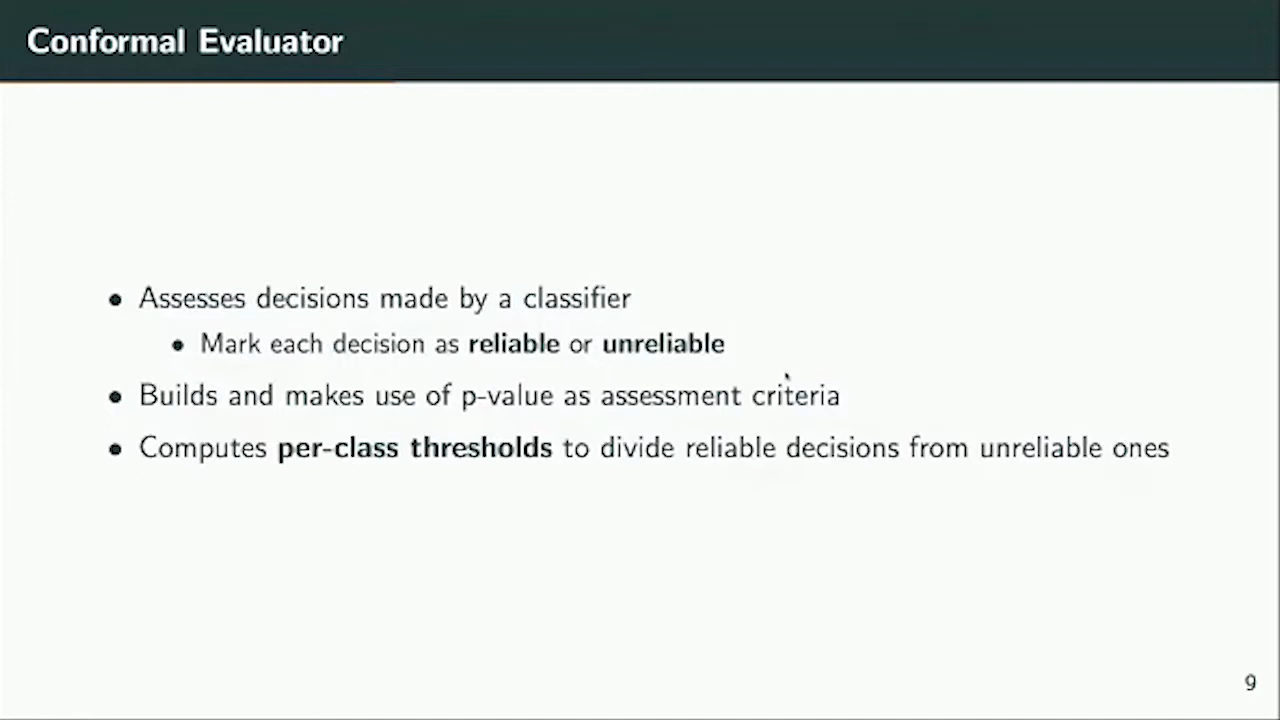 Conformal Evaluator
• Assesses decisions made by a classifier
• Mark each decision as reliable or unreliable
• Builds and makes use of p-value as assessment criteria
• Computes per-class thresholds to divide reliable decisions from unreliable ones
9